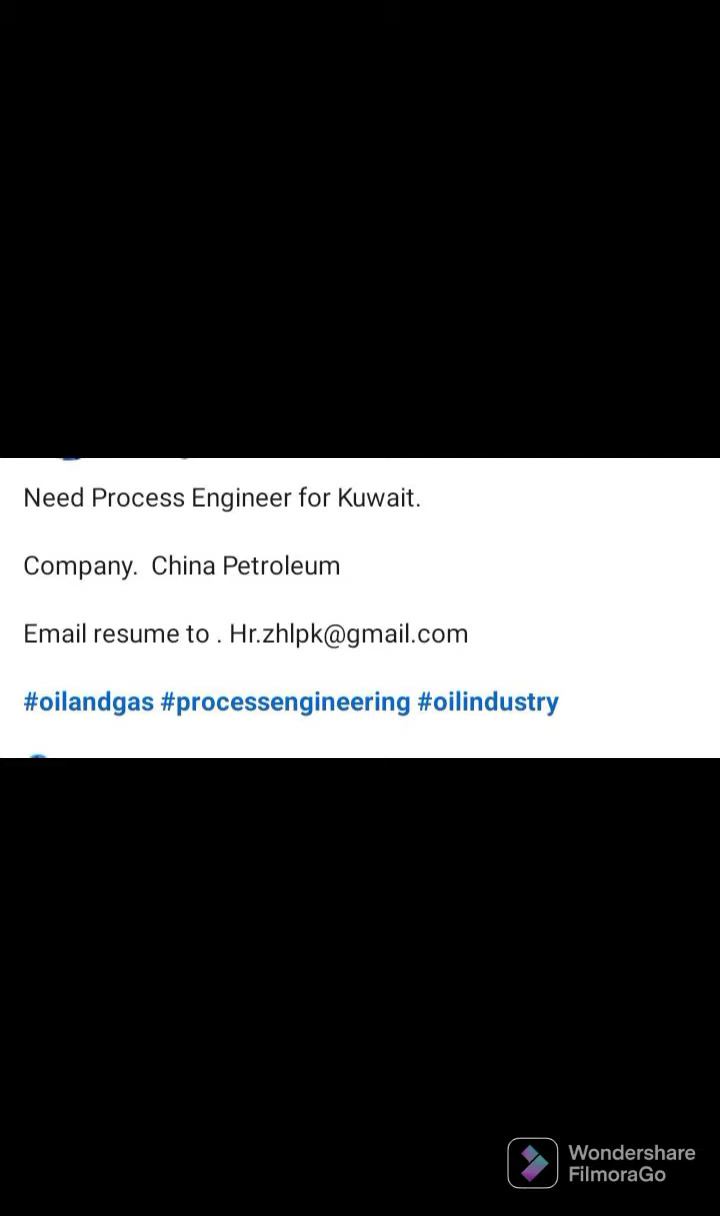 Need Process Engineer for Kuwait.
Company.  China Petroleum
Email resume to . Hr.zhlpk@gmail.com
#oilandgas #processengineering #oilindustry
Wondershare
FilmoraGo